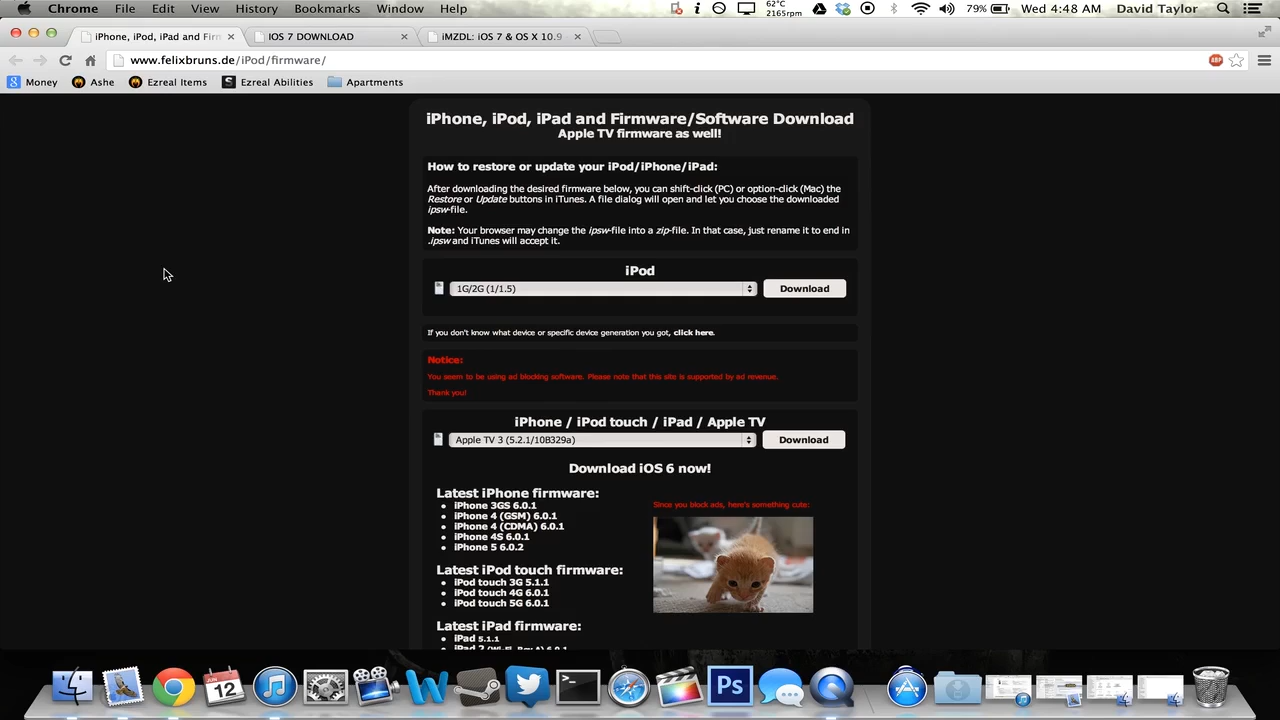 Chrome File Edit View History Bookmarks Window Help 62°C 2165rpm 79% Wed 4:48 AM David Taylor
iPhone, iPod, iPad and Firm IOS 7 DOWNLOAD iMZDL: iOS 7 & OS X 10.9
www.felixbruns.de/iPod/firmware/ ABP
Money Ashe Ezreal Items Ezreal Abilities Apartments
iPhone, iPod, iPad and Firmware/Software Download
Apple TV firmware as well!
How to restore or update your iPod/iPhone/iPad:
After downloading the desired firmware below, you can shift-click (PC) or option-click (Mac) the
Restore or Update buttons in iTunes. A file dialog will open and let you choose the downloaded
ipsw-file.
Note: Your browser may change the ipsw-file into a zip-file. In that case, just rename it to end in
.ipsw and iTunes will accept it.
iPod
1G/2G (1/1.5) Download
If you don't know what device or specific device generation you got, click here.
Notice:
You seem to be using ad blocking software. Please note that this site is supported by ad revenue.
Thank you!
iPhone / iPod touch / iPad / Apple TV
Apple TV 3 (5.2.1/10B329a) Download
Download iOS 6 now!
Latest iPhone firmware:
iPhone 3GS 6.0.1
iPhone 4 (GSM) 6.0.1
iPhone 4 (CDMA) 6.0.1
iPhone 4S 6.0.1
iPhone 5 6.0.2
Since you block ads, here's something cute:
Latest iPod touch firmware:
iPod touch 3G 5.1.1
iPod touch 4G 6.0.1
iPod touch 5G 6.0.1
Latest iPad firmware:
iPad 5.1.1
iPad 2 (Wi-Fi, Rev A) 6.0.1
12
W
Ps